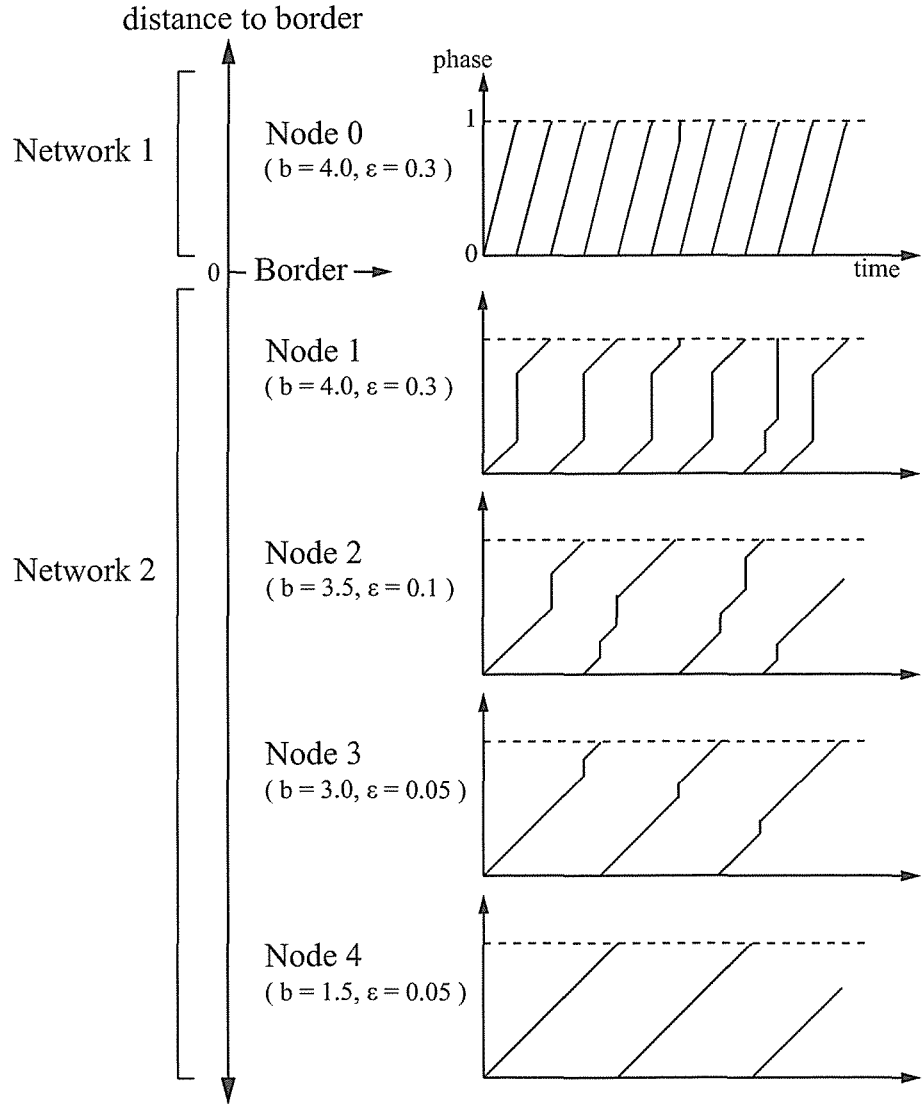 distance to border
phase
1
Network 1
Node 0
( b = 4.0, ε = 0.3 )
0
time
0
Border
Node 1
( b = 4.0, ε = 0.3 )
Network 2
Node 2
( b = 3.5, ε = 0.1 )
Node 3
( b = 3.0, ε = 0.05 )
Node 4
( b = 1.5, ε = 0.05 )